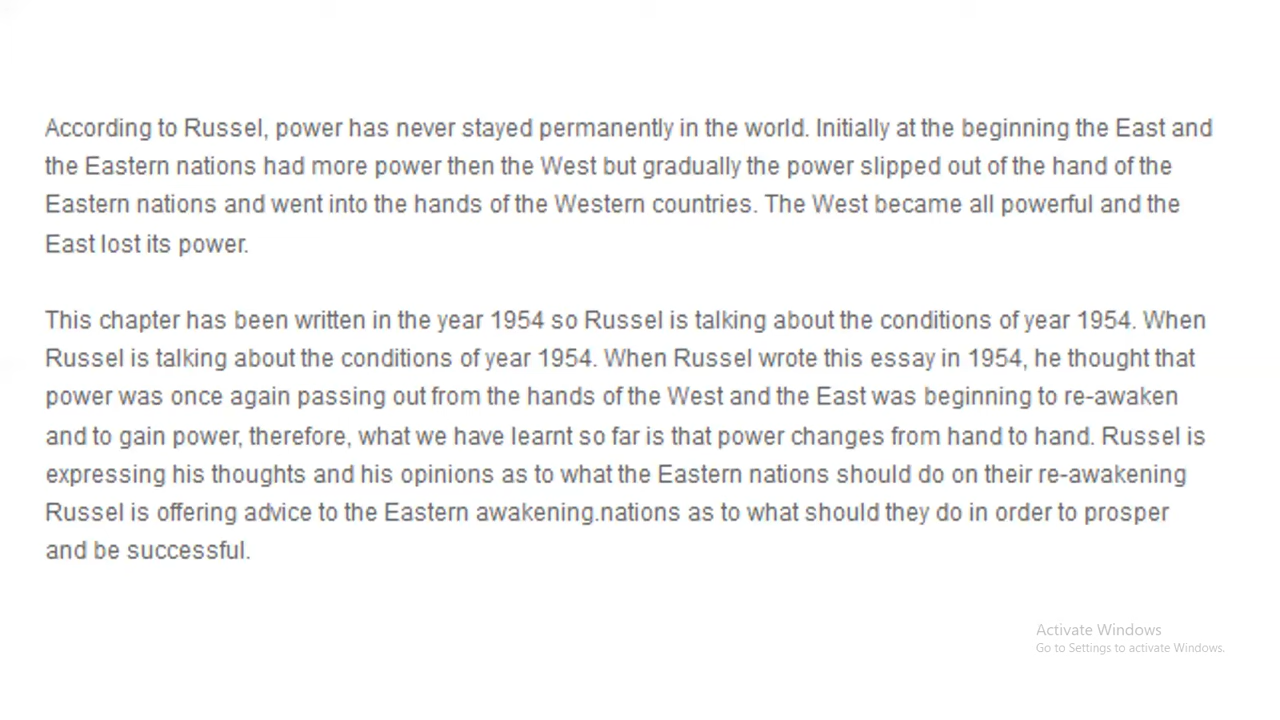 According to Russel, power has never stayed permanently in the world. Initially at the beginning the East and
the Eastern nations had more power then the West but gradually the power slipped out of the hand of the
Eastern nations and went into the hands of the Western countries. The West became all powerful and the
East lost its power.
This chapter has been written in the year 1954 so Russel is talking about the conditions of year 1954. When
Russel is talking about the conditions of year 1954. When Russel wrote this essay in 1954, he thought that
power was once again passing out from the hands of the West and the East was beginning to re-awaken
and to gain power, therefore, what we have learnt so far is that power changes from hand to hand. Russel is
expressing his thoughts and his opinions as to what the Eastern nations should do on their re-awakening
Russel is offering advice to the Eastern awakening.nations as to what should they do in order to prosper
and be successful.
Activate Windows
Go to Settings to activate Windows.